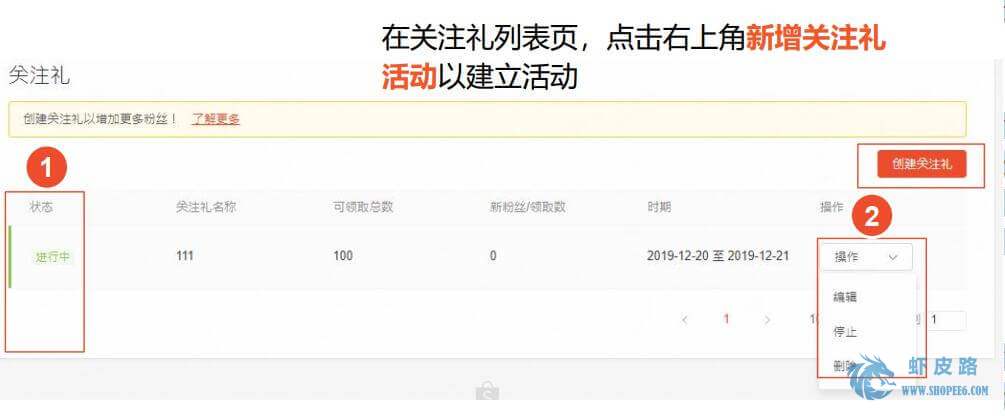 在关注礼列表页，点击右上角新增关注礼
活动以建立活动
关注礼
创建关注礼以增加更多粉丝！ 了解更多
1
创建关注礼
状态 关注礼名称 可领取总数 新粉丝/领取数 时期 操作
2
进行中 111 100 0 2019-12-20 至 2019-12-21 操作
编辑
< 1 > 1
停止
删除
虾皮路
WWW.SHOPEE6.COM